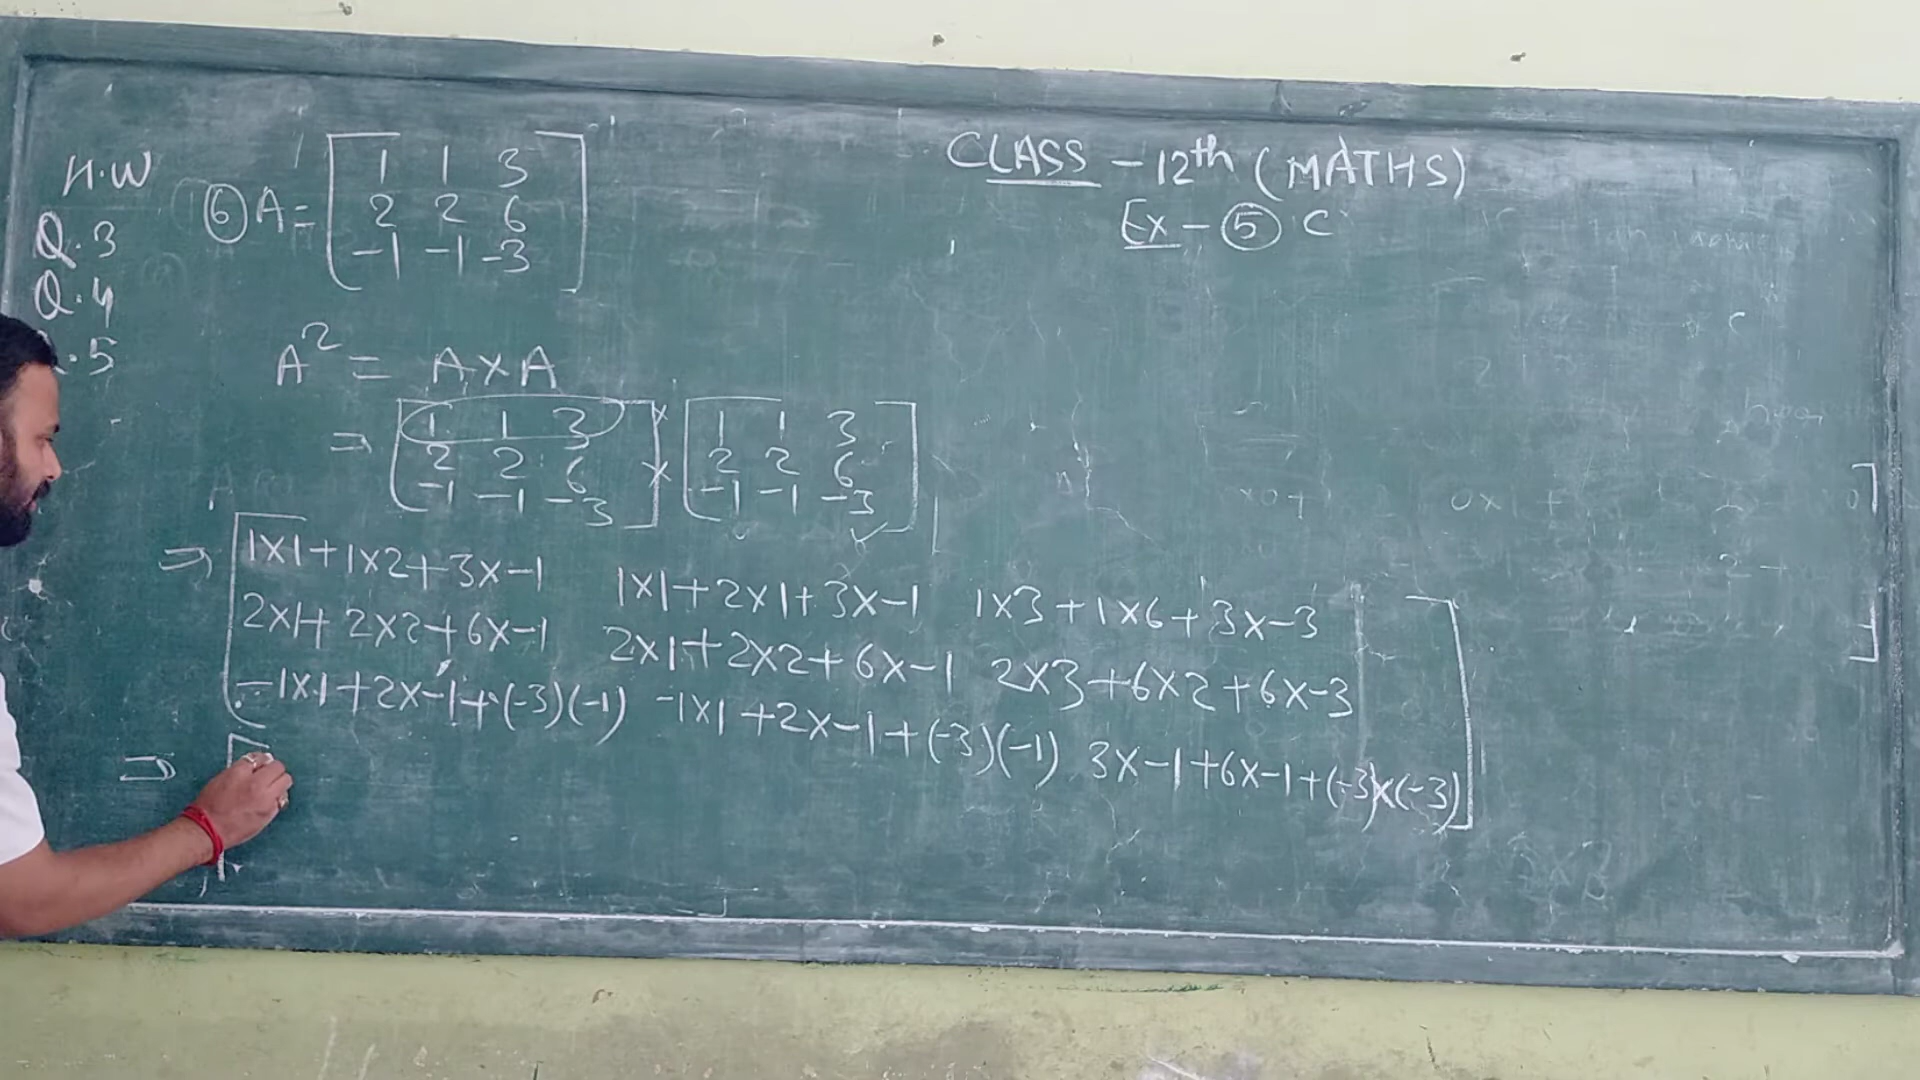 CLASS - 12th (MATHS)
Ex - 5 C
H.W
Q.3
Q.4
Q.5
6 A = [ 1 1 3
2 2 6
-1 -1 -3 ]
A² = A×A
⇒ [ 1 1 3 ] × [ 1 1 3 ]
2 2 6 × 2 2 6
-1 -1 -3 -1 -1 -3
⇒ [ 1×1+1×2+3×-1 1×1+2×1+3×-1 1×3+1×6+3×-3 ]
2×1+2×2+6×-1 2×1+2×2+6×-1 2×3+6×2+6×-3
-1×1+2×-1+(-3)(-1) -1×1+2×-1+(-3)(-1) 3×-1+6×-1+(-3)×(-3)
⇒ [